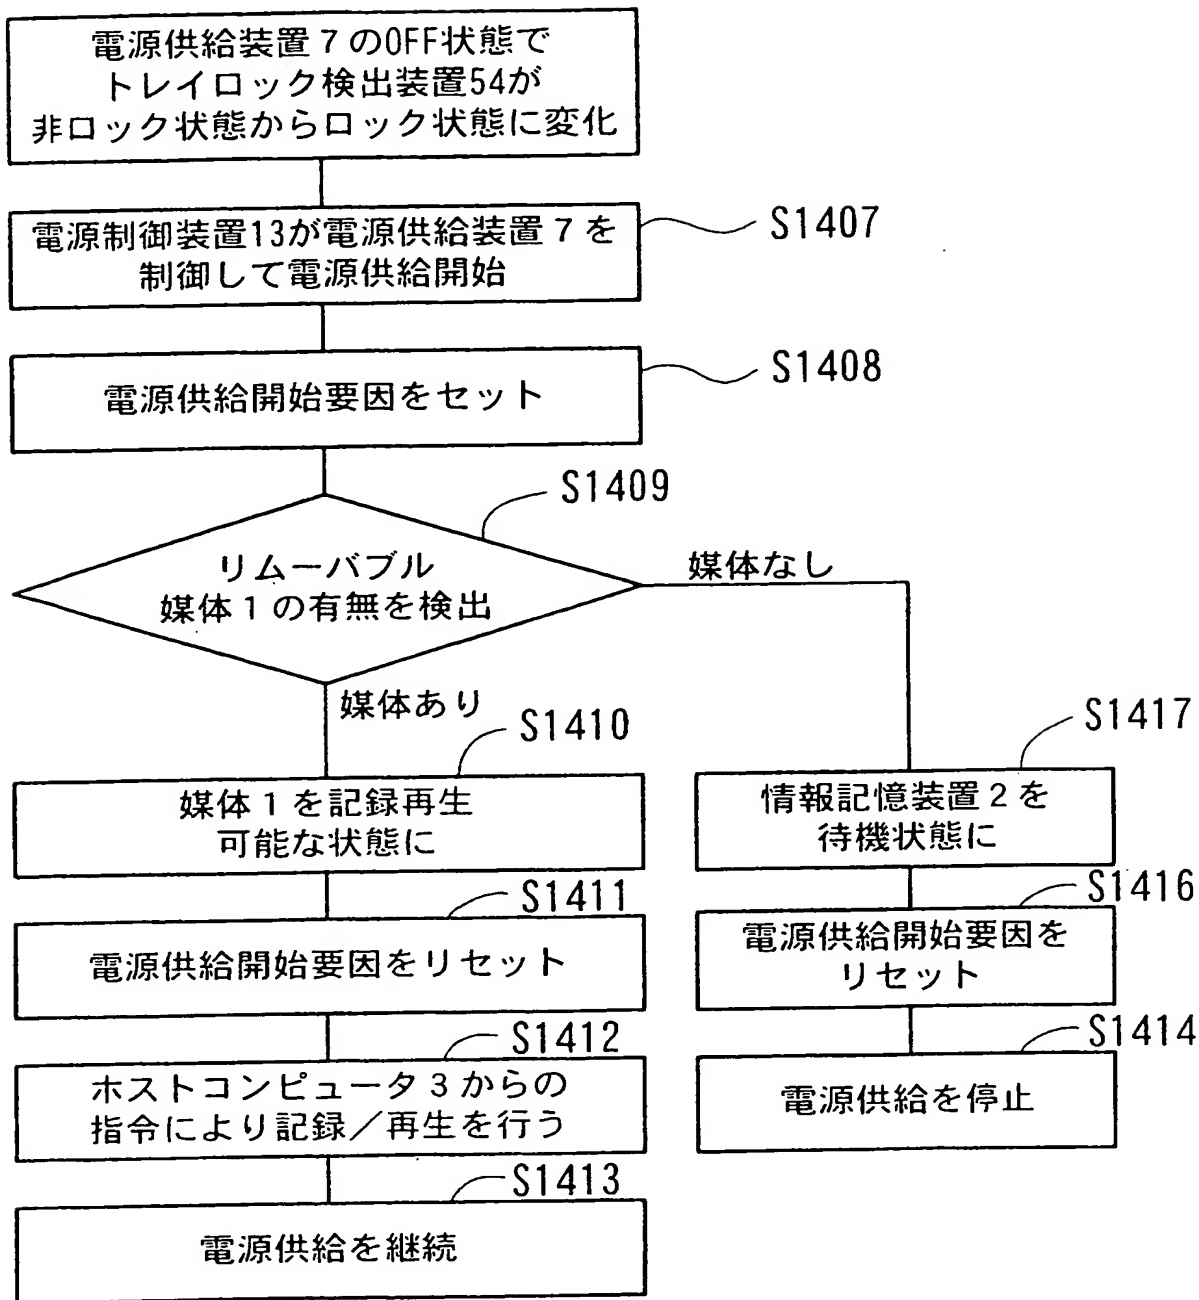 電源供給装置7のOFF状態で
トレイロック検出装置54が
非ロック状態からロック状態に変化
電源制御装置13が電源供給装置7を
制御して電源供給開始
S1407
電源供給開始要因をセット
S1408
S1409
リムーバブル
媒体1の有無を検出
媒体なし
媒体あり
S1410
媒体1を記録再生
可能な状態に
S1417
情報記憶装置2を
待機状態に
S1411
電源供給開始要因をリセット
S1416
電源供給開始要因を
リセット
S1412
ホストコンピュータ3からの
指令により記録/再生を行う
S1414
電源供給を停止
S1413
電源供給を継続